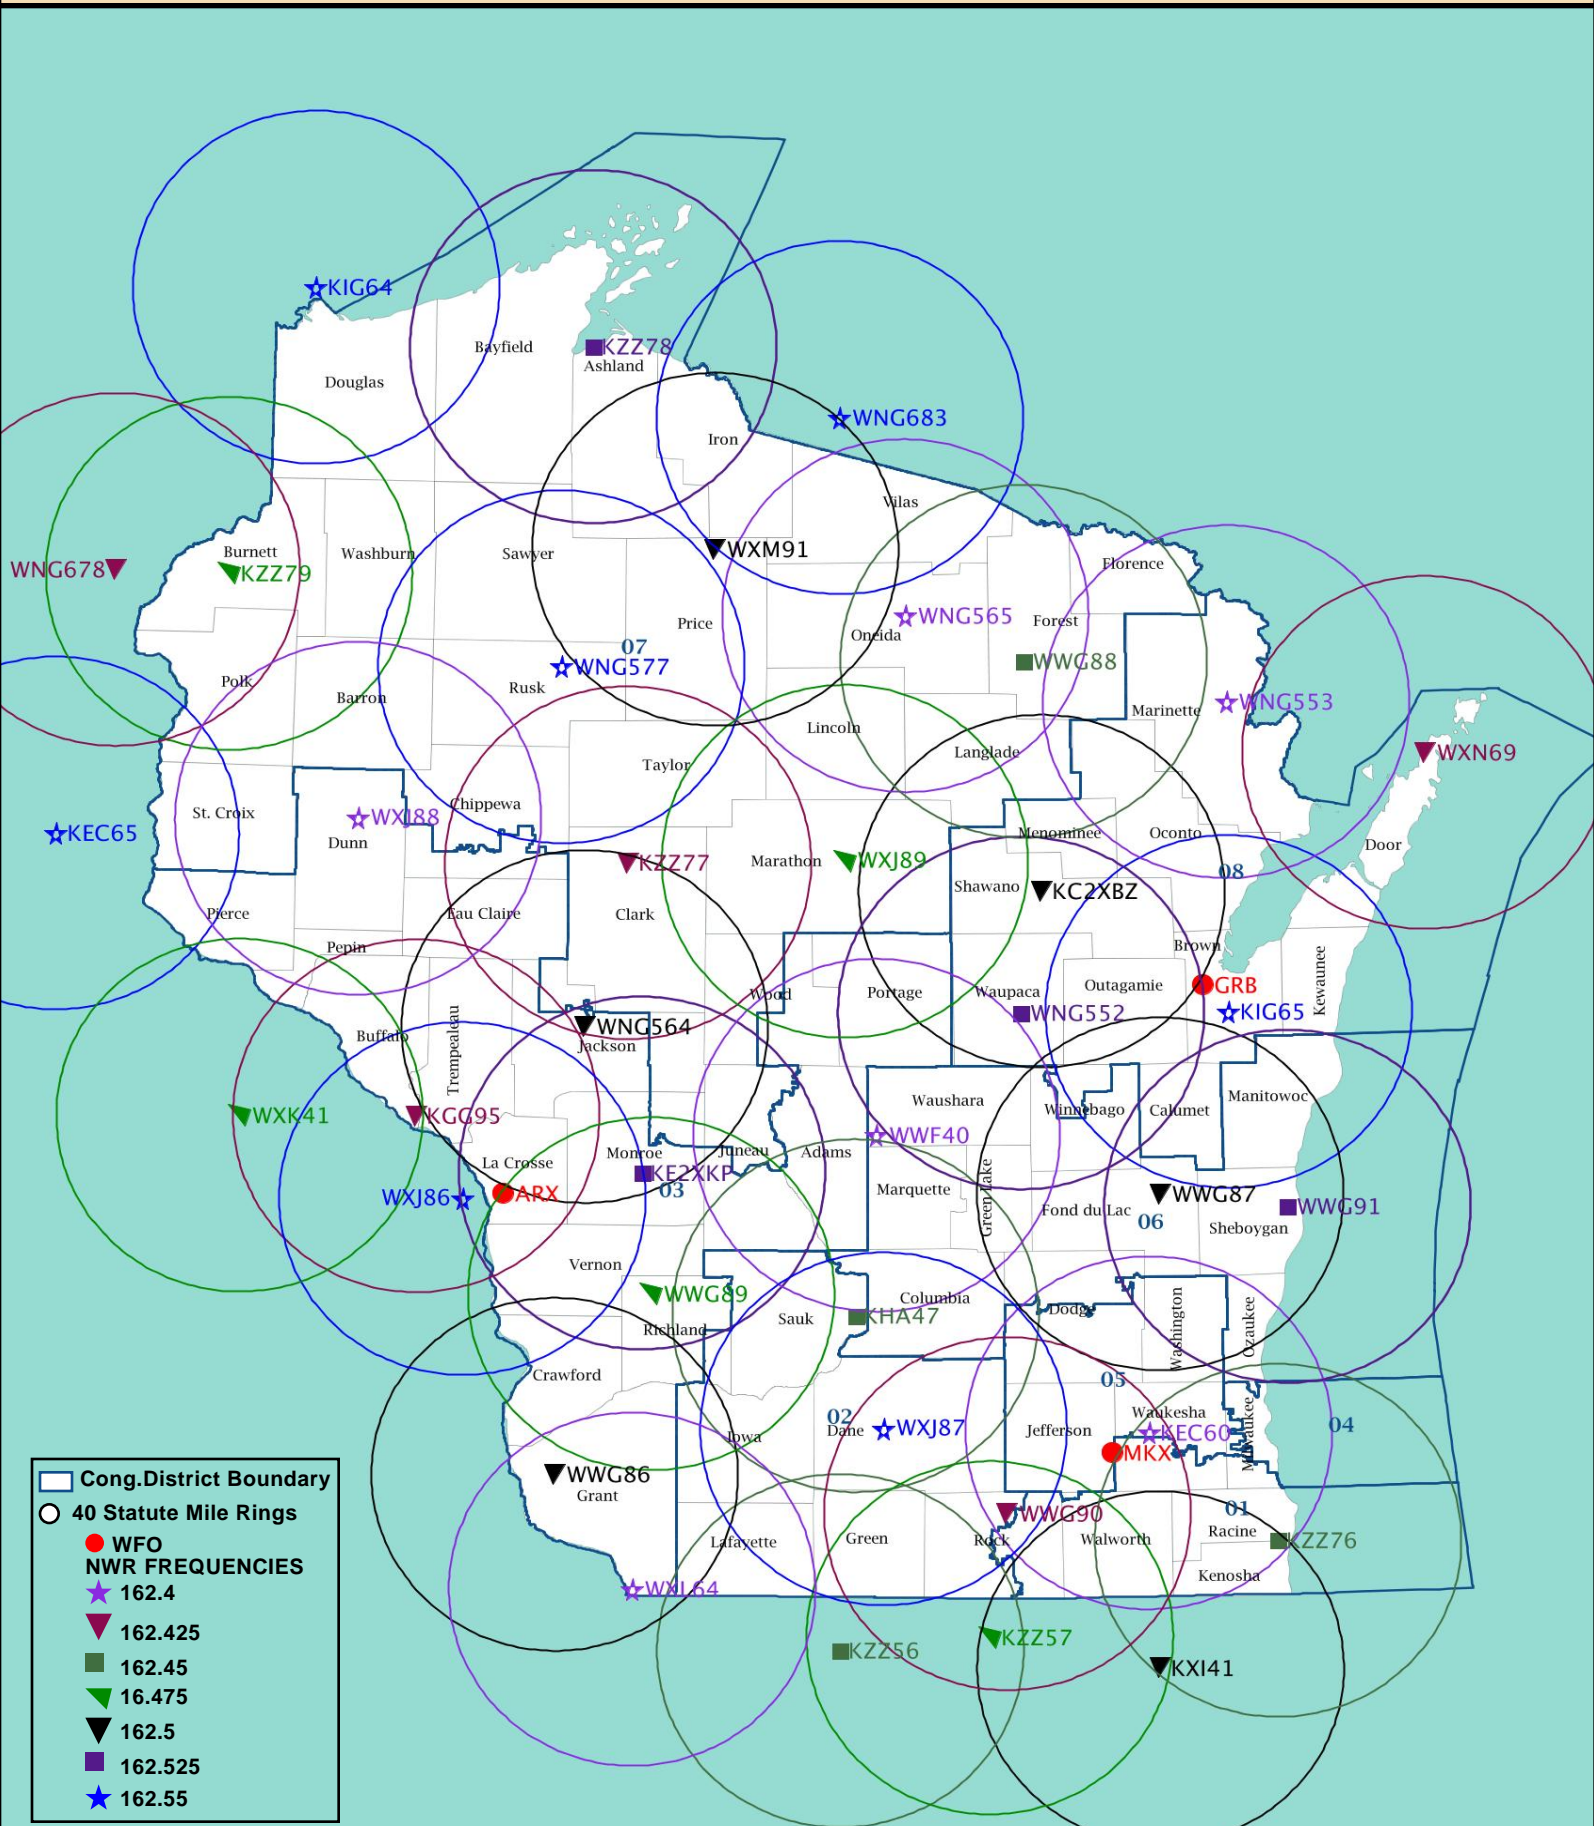 KIG64
Bayfield
KZZ78
Ashland
Douglas
WNG683
Iron
Vilas
WXM91
Burnett
Washburn
Sawyer
Florence
WNG678
KZZ79
WNG565
Price
Oneida
Forest
07
WWG88
WNG577
Polk
Rusk
Barron
WNG553
Marinette
Lincoln
WXN69
Langlade
Taylor
Chippewa
St. Croix
WXJ88
KEC65
Menominee
Oconto
Dunn
Door
KZZ77
Marathon
WXJ89
08
Shawano
KC2XBZ
Pierce
Eau Claire
Clark
Pepin
Brown
Kewaunee
Wood
Portage
Waupaca
Outagamie
GRB
WNG552
KIG65
WNG564
Buffalo
Trempealeau
Jackson
Waushara
Winnebago
Calumet
Manitowoc
WXK41
KGG95
WWF40
Monroe
Juneau
Adams
La Crosse
KE2XKP
03
Marquette
Green Lake
WXJ86
ARX
WWG87
Fond du Lac
WWG91
06
Sheboygan
Vernon
WWG89
Columbia
Dodge
Washington
Ozaukee
Sauk
KHA47
Richland
Crawford
05
02
Dane
WXJ87
Jefferson
Waukesha
KEC60
Milwaukee
04
Iowa
MKX
WWG86
Grant
01
WWG90
Lafayette
Green
Rock
Walworth
Racine
KZZ76
Kenosha
WXL64
KZZ56
KZZ57
KXI41
Cong.District Boundary
40 Statute Mile Rings
WFO
NWR FREQUENCIES
162.4
162.425
162.45
16.475
162.5
162.525
162.55